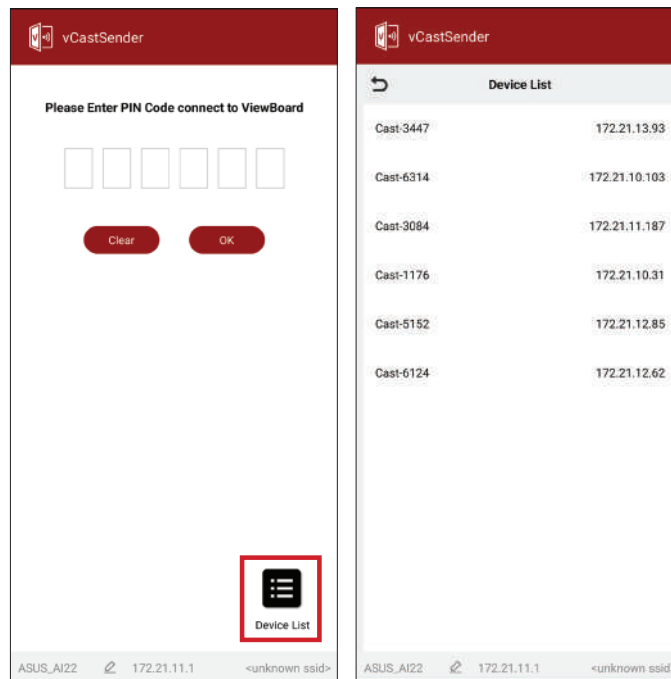 vCastSender
Please Enter PIN Code connect to ViewBoard
Clear
OK
Device List
ASUS_AI22
172.21.11.1
<unknown ssid>
vCastSender
Device List
Cast-3447 172.21.13.93
Cast-6314 172.21.10.103
Cast-3084 172.21.11.187
Cast-1176 172.21.10.31
Cast-5152 172.21.12.85
Cast-6124 172.21.12.62
ASUS_AI22
172.21.11.1
<unknown ssid